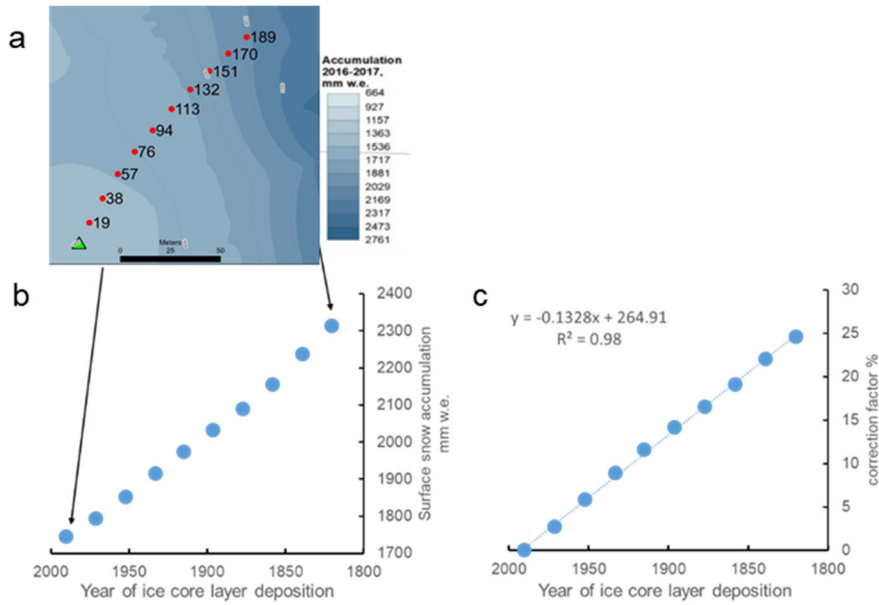 a
189
170
151
132
113
94
76
57
38
19
Meters
0 25 50
Accumulation
2016-2017,
mm w.e.
664
927
1157
1363
1536
1717
1881
2029
2169
2317
2473
2761
b
2400
2300
2200
2100
2000
1900
1800
1700
Surface snow accumulation
mm w.e.
2000 1950 1900 1850 1800
Year of ice core layer deposition
c
y = -0.1328x + 264.91
R² = 0.98
30
25
20
15
10
5
0
correction factor %
2000 1950 1900 1850 1800
Year of ice core layer deposition